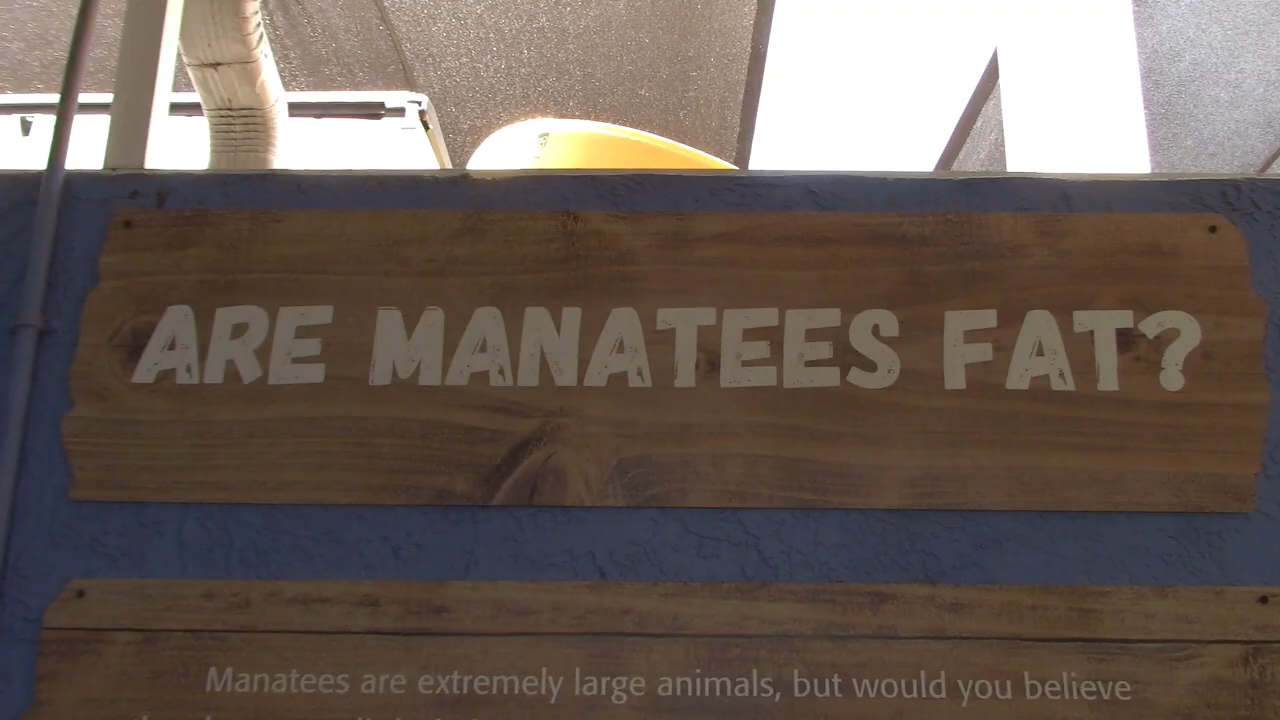 ARE MANATEES FAT?
Manatees are extremely large animals, but would you believe